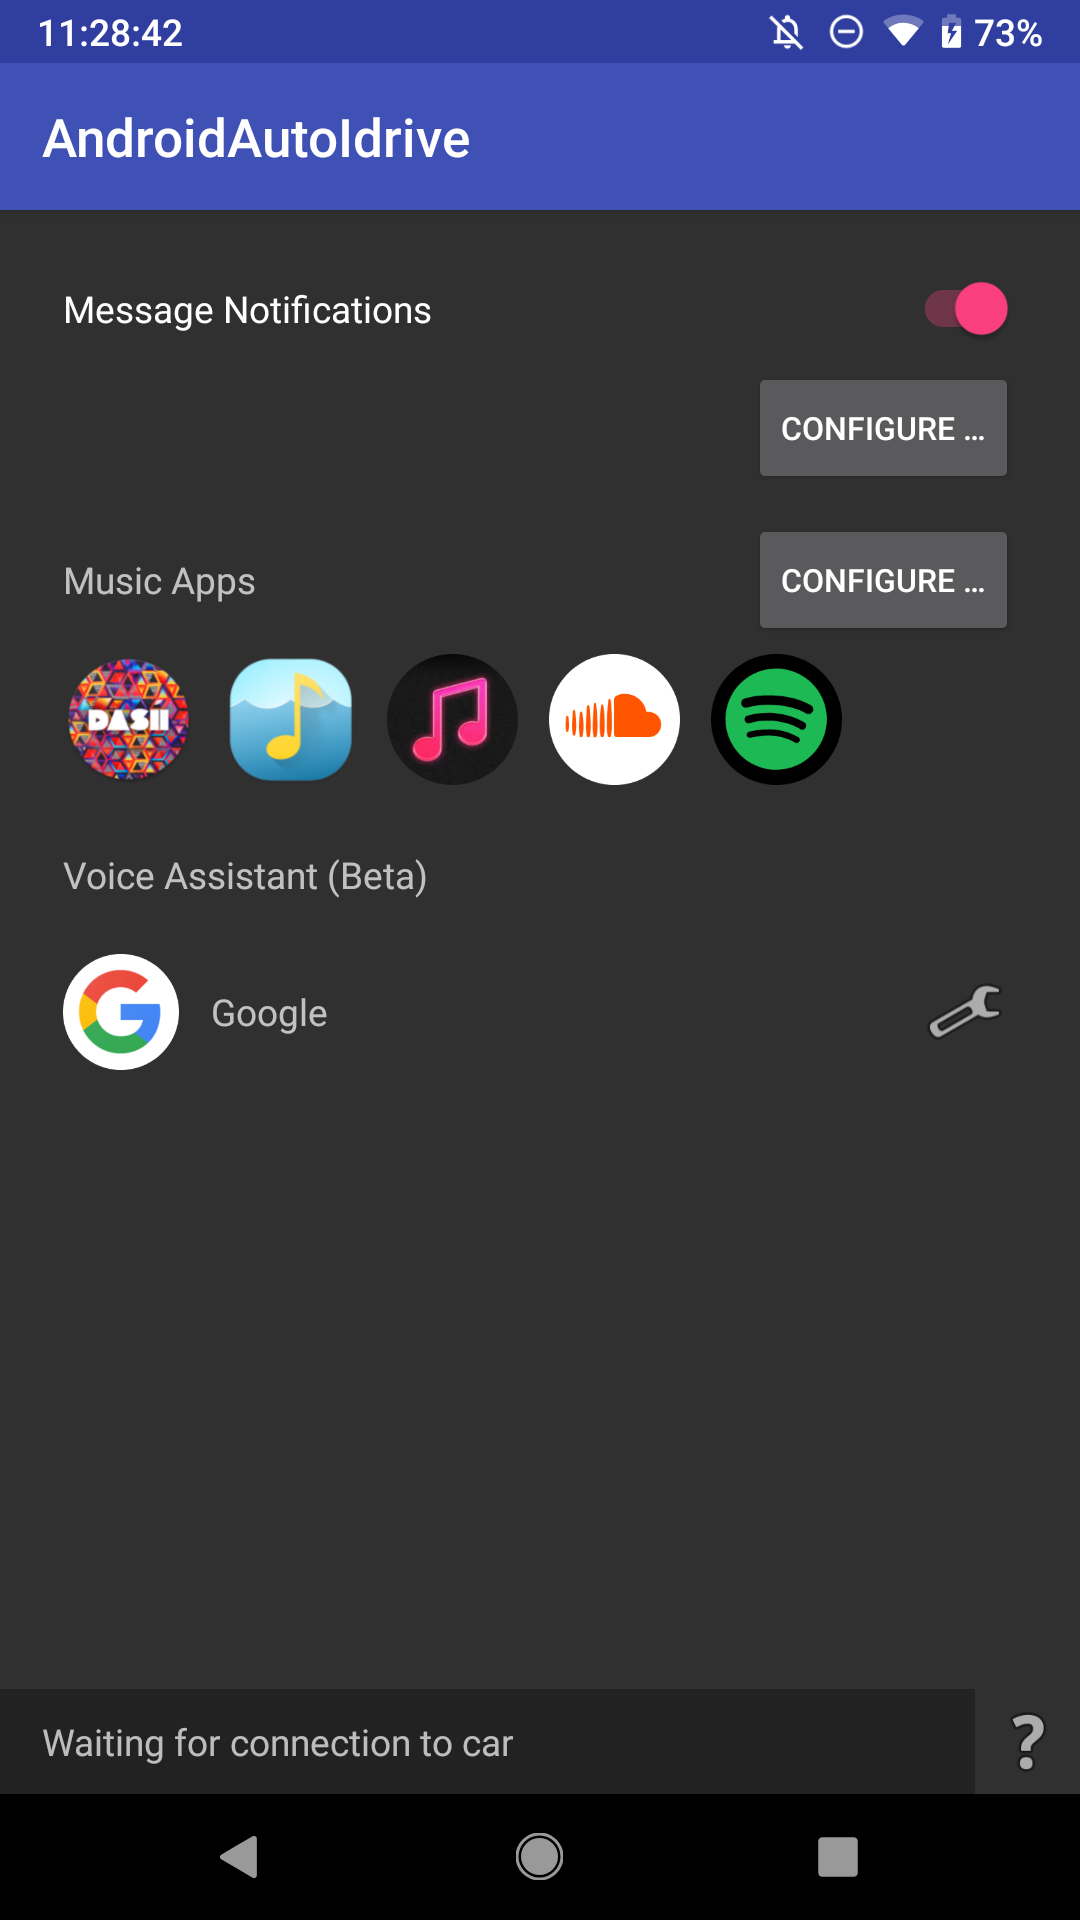 11:28:42
73%
AndroidAutoIdrive
Message Notifications
CONFIGURE ...
Music Apps
CONFIGURE ...
DASH
Voice Assistant (Beta)
Google
Waiting for connection to car
?